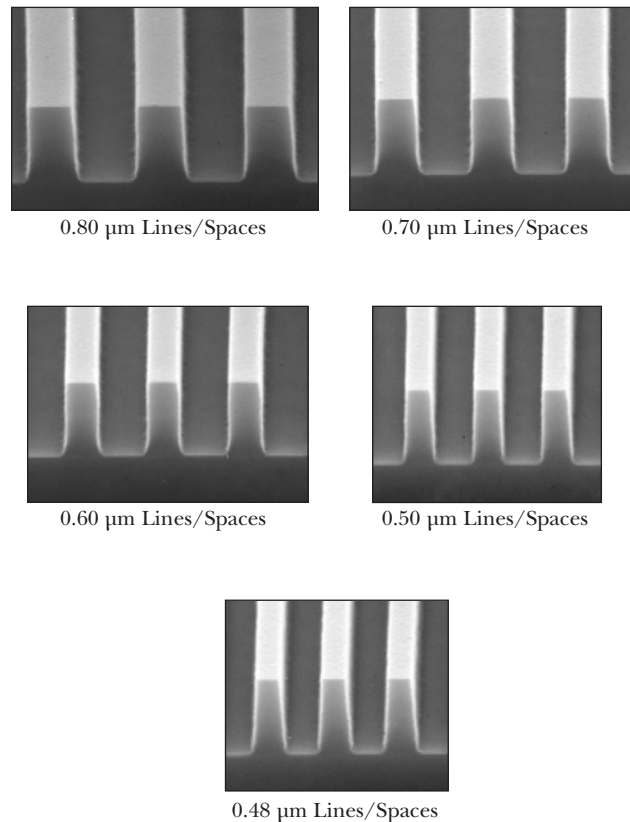 0.80 µm Lines/Spaces
0.70 µm Lines/Spaces
0.60 µm Lines/Spaces
0.50 µm Lines/Spaces
0.48 µm Lines/Spaces